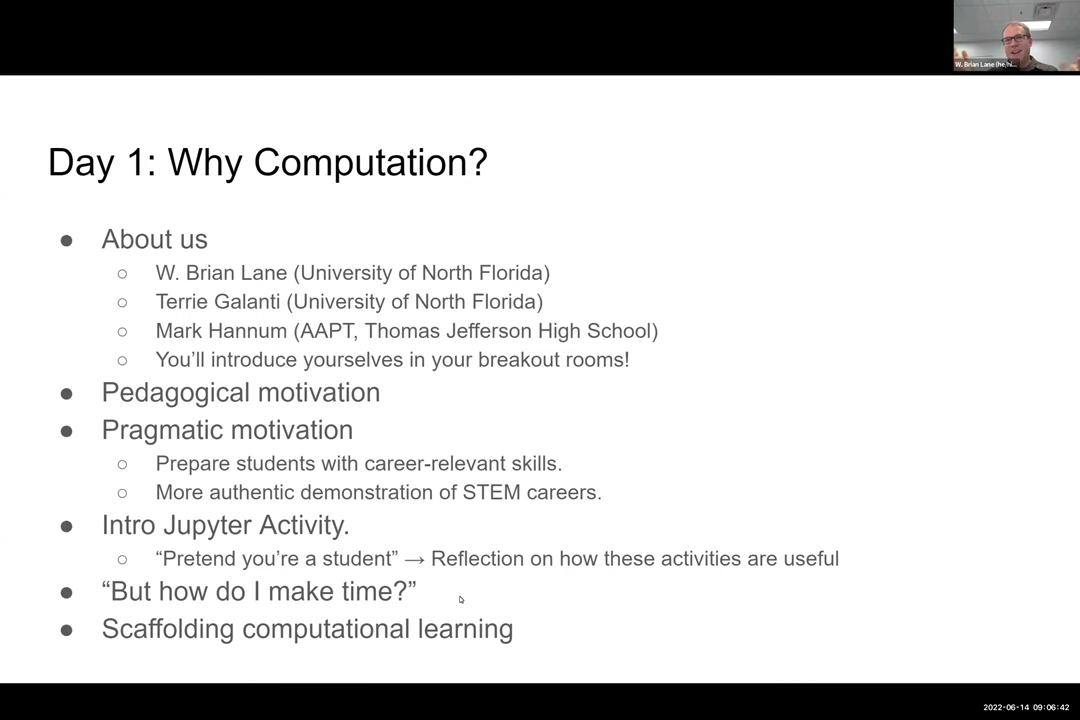 W. Brian Lane (he/hi...
Day 1: Why Computation?
● About us
○ W. Brian Lane (University of North Florida)
○ Terrie Galanti (University of North Florida)
○ Mark Hannum (AAPT, Thomas Jefferson High School)
○ You’ll introduce yourselves in your breakout rooms!
● Pedagogical motivation
● Pragmatic motivation
○ Prepare students with career-relevant skills.
○ More authentic demonstration of STEM careers.
● Intro Jupyter Activity.
○ “Pretend you’re a student” → Reflection on how these activities are useful
● “But how do I make time?”
● Scaffolding computational learning
2022-06-14 09:06:42